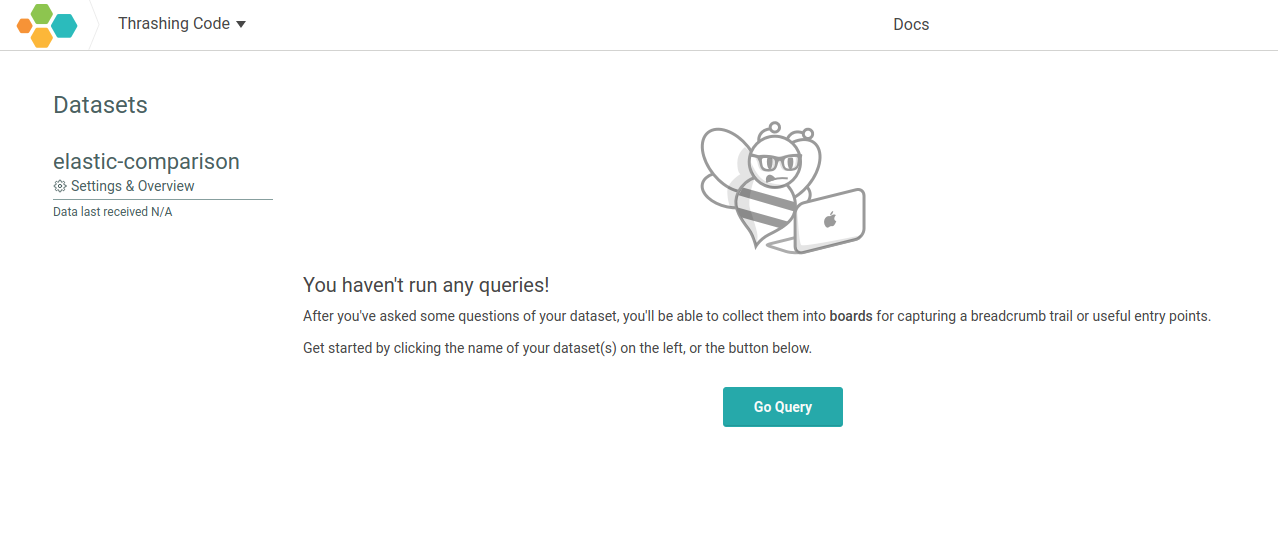 Thrashing Code
Docs
Datasets
elastic-comparison
Settings & Overview
Data last received N/A
You haven't run any queries!
After you've asked some questions of your dataset, you'll be able to collect them into boards for capturing a breadcrumb trail or useful entry points.
Get started by clicking the name of your dataset(s) on the left, or the button below.
Go Query